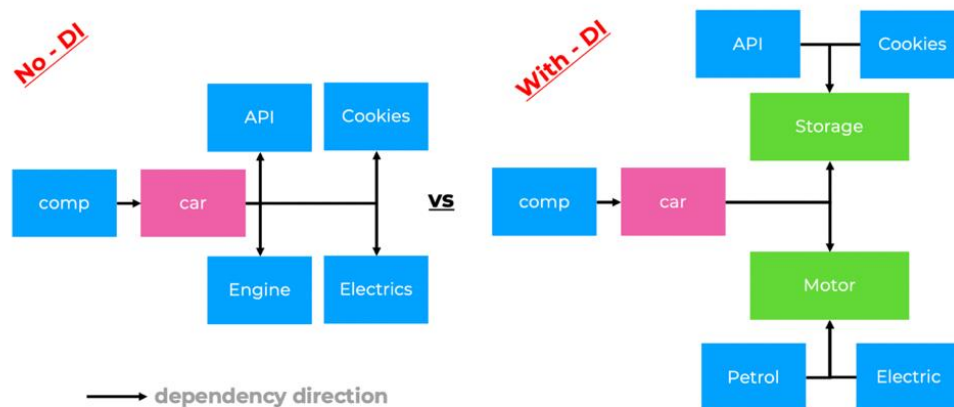 No - DI
API
Cookies
comp
car
Engine
Electrics
dependency direction
vs
With - DI
API
Cookies
Storage
comp
car
Motor
Petrol
Electric